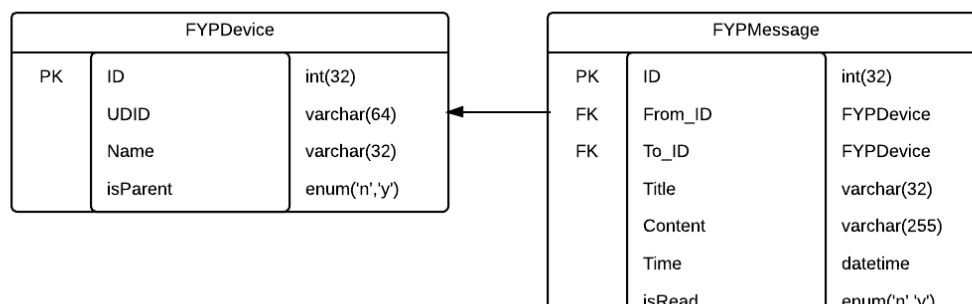 FYPDevice
PK ID int(32)
UDID varchar(64)
Name varchar(32)
isParent enum('n','y')
FYPMessage
PK ID int(32)
FK From_ID FYPDevice
FK To_ID FYPDevice
Title varchar(32)
Content varchar(255)
Time datetime
isRead enum('n','y')